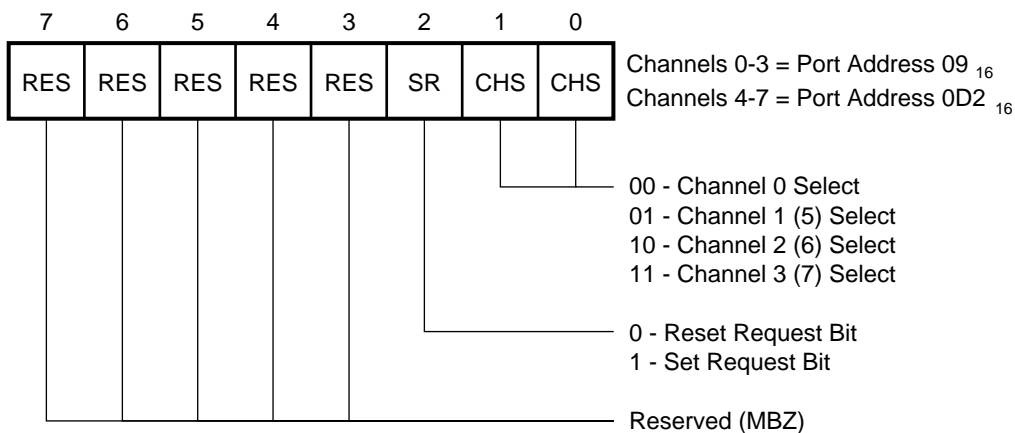 7 6 5 4 3 2 1 0
RES RES RES RES RES SR CHS CHS
Channels 0-3 = Port Address 09 16
Channels 4-7 = Port Address 0D2 16
00 - Channel 0 Select
01 - Channel 1 (5) Select
10 - Channel 2 (6) Select
11 - Channel 3 (7) Select
0 - Reset Request Bit
1 - Set Request Bit
Reserved (MBZ)